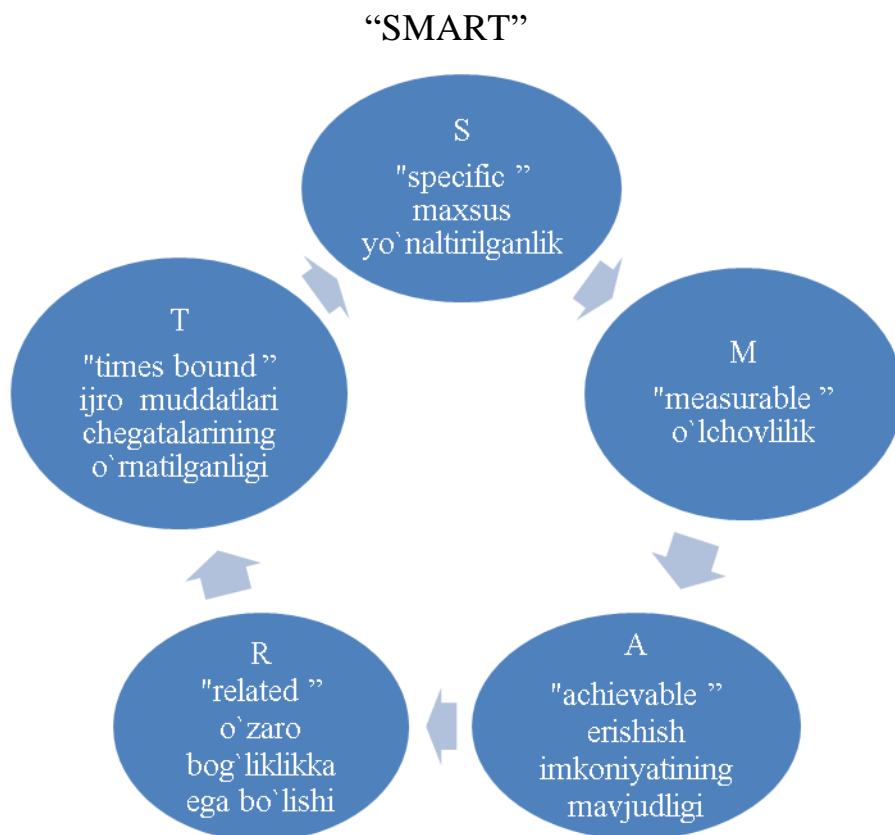 “SMART”
S
"specific ”
maxsus
yo`naltirilganlik
M
"measurable ”
o`lchovlilik
A
"achievable ”
erishish
imkoniyatining
mavjudligi
R
"related ”
o`zaro
bog`liklikka
ega bo`lishi
T
"times bound ”
ijro  muddatlari
chegatalarining
o`rnatilganligi